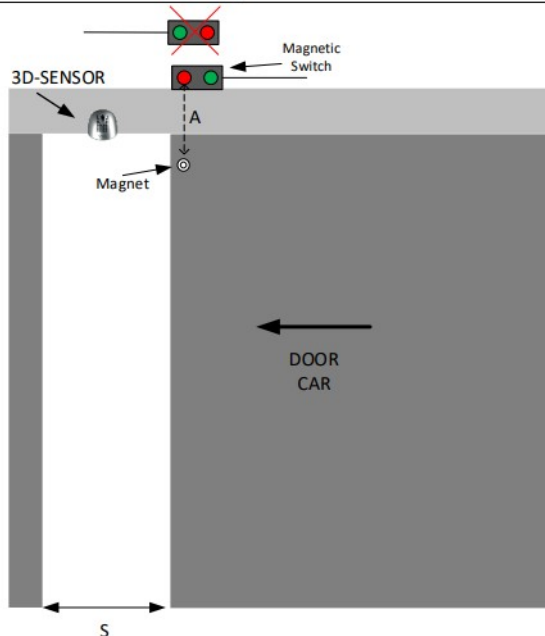 Magnetic
Switch
3D-SENSOR
A
Magnet
DOOR
CAR
S